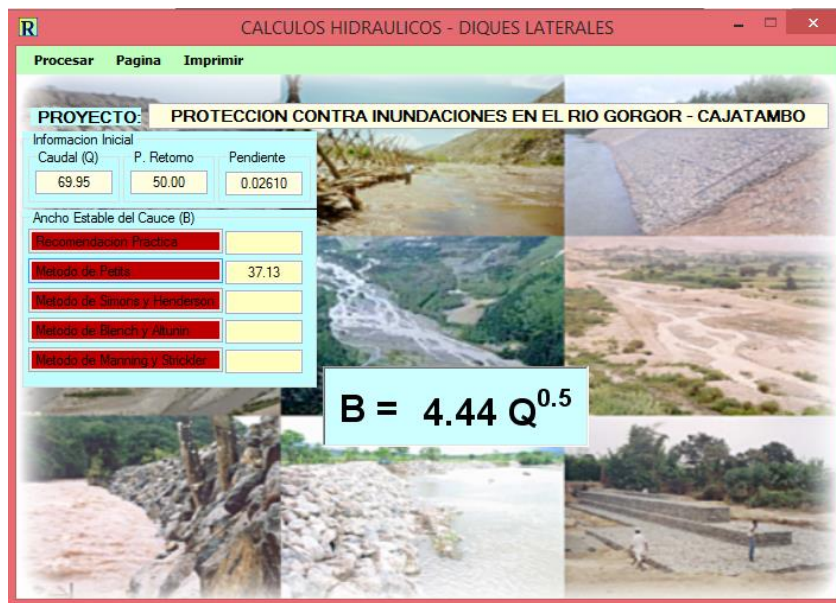 R
CALCULOS HIDRAULICOS - DIQUES LATERALES
Procesar Pagina Imprimir
PROYECTO: PROTECCION CONTRA INUNDACIONES EN EL RIO GORGOR - CAJATAMBO
Informacion Inicial
Caudal (Q) P. Retorno Pendiente
69.95 50.00 0.02610
Ancho Estable del Cauce (B)
Recomendacion Practica
Metodo de Petits 37.13
Metodo de Simons y Henderson
Metodo de Blench y Altunin
Metodo de Manning y Strickler
B = 4.44 Q^0.5